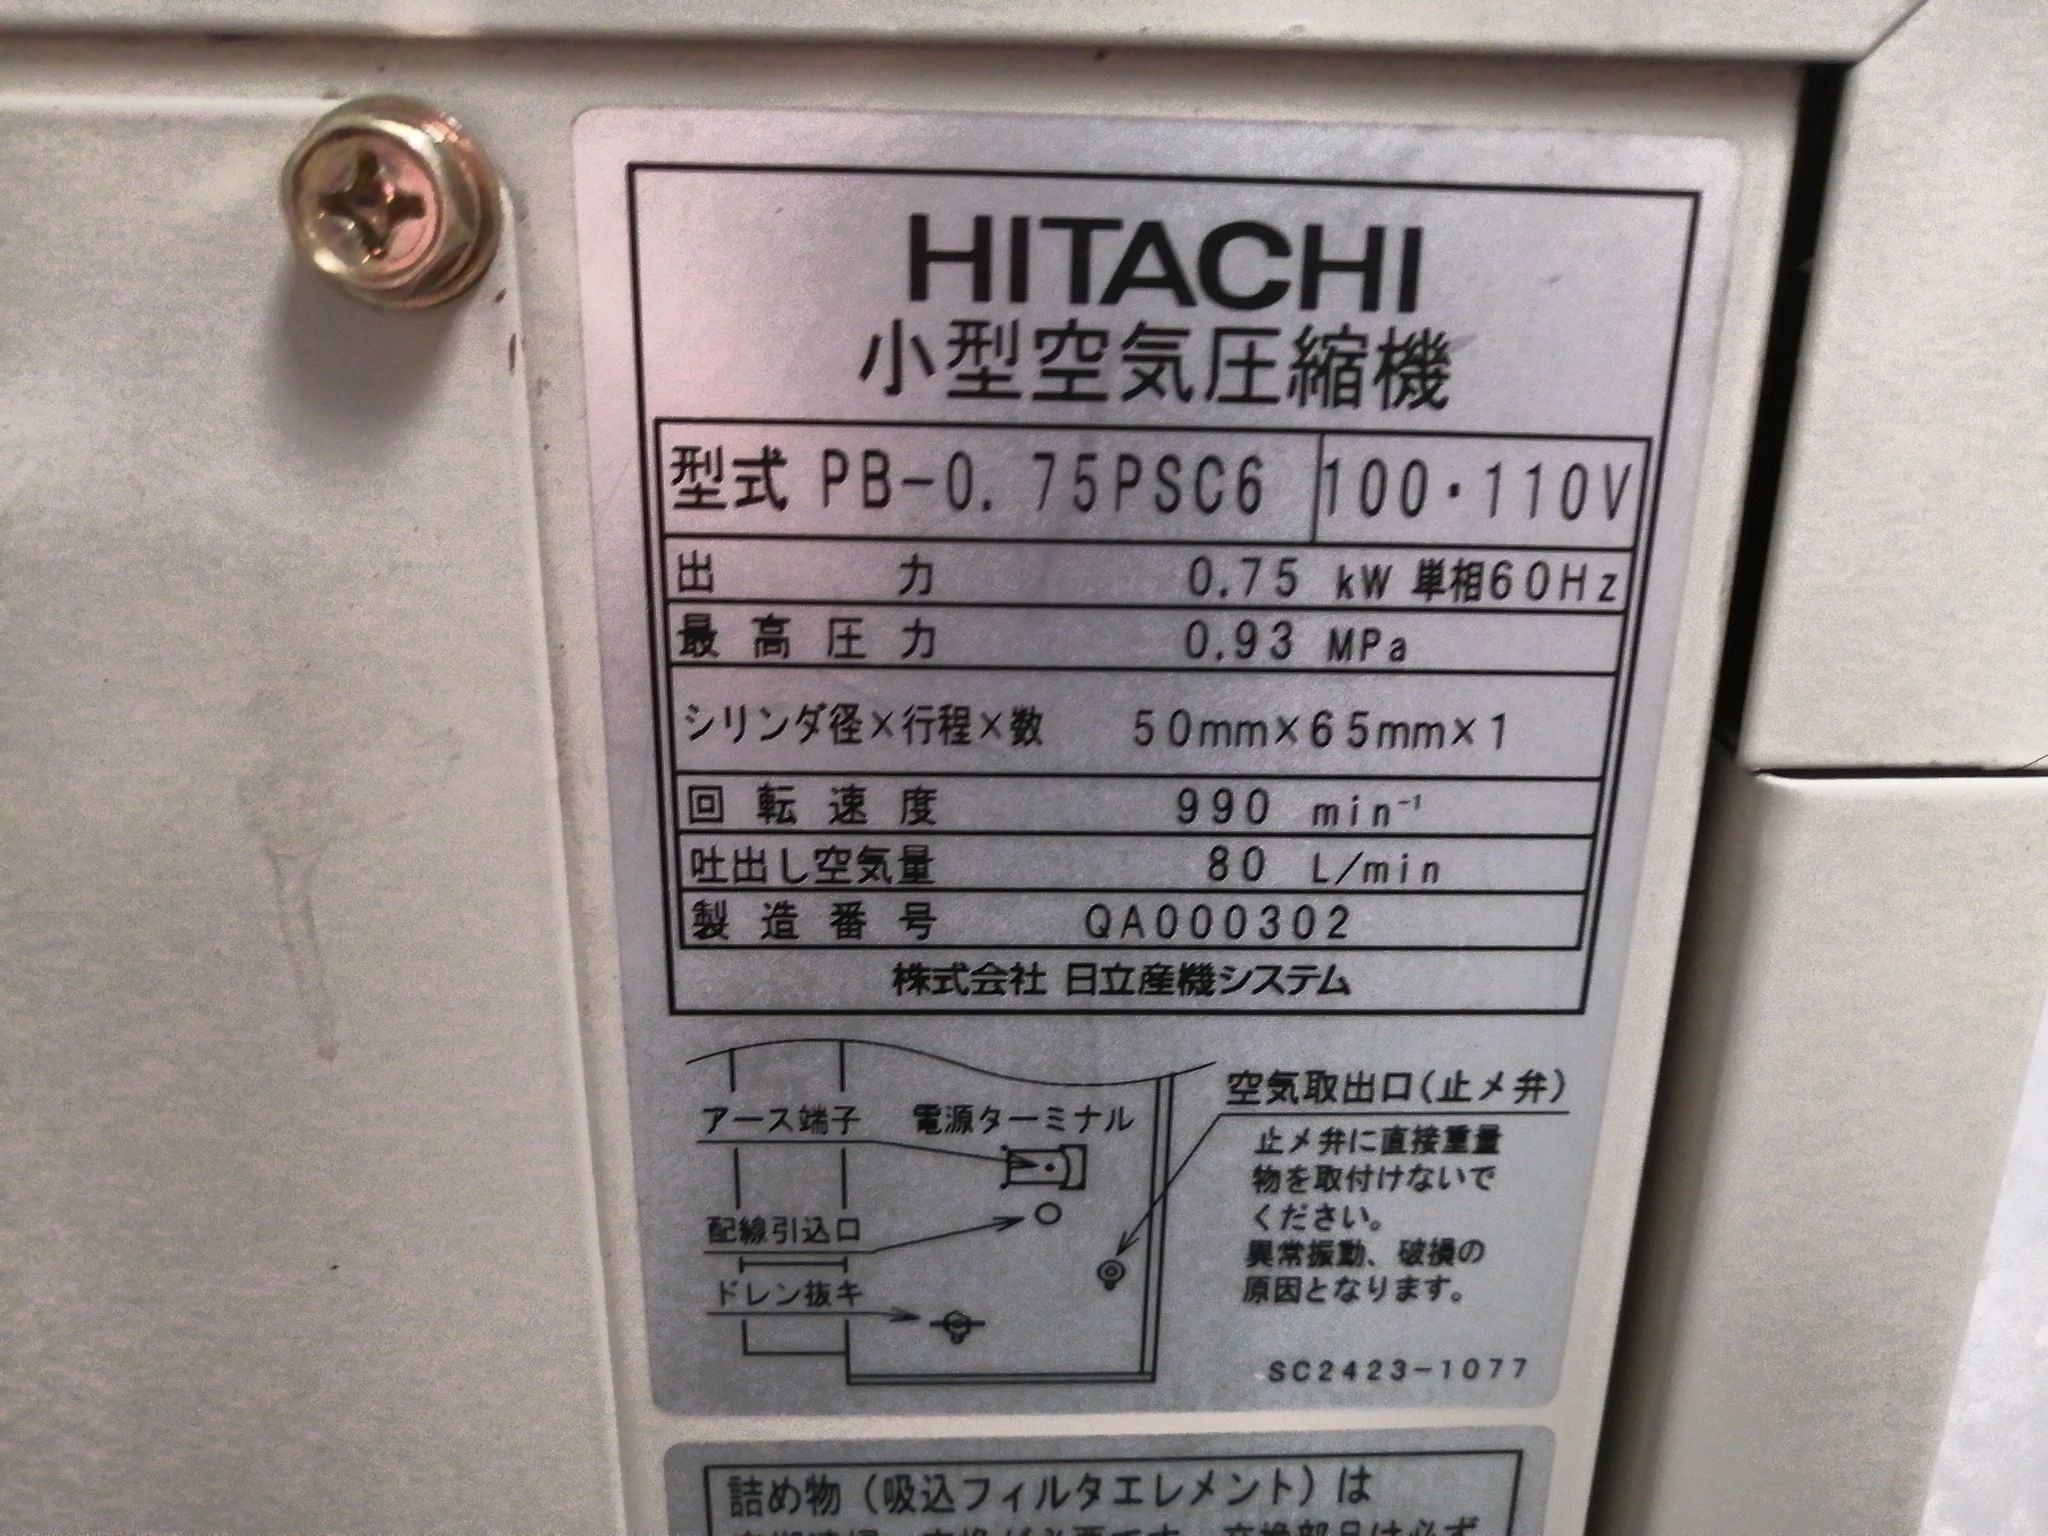 HITACHI
小型空気圧縮機
型式 PB-0.75PSC6 100・110V
出力 0.75 kW 単相60Hz
最高圧力 0.93 MPa
シリンダ径×行程×数 50mm×65mm×1
回転速度 990 min⁻¹
吐出し空気量 80 L/min
製造番号 QA000302
株式会社 日立産機システム
空気取出口(止メ弁)
アース端子 電源ターミナル
止メ弁に直接重量
物を取付けないで
ください。
異常振動、破損の
原因となります。
配線引込口
ドレン抜キ
SC2423-1077
詰め物(吸込フィルタエレメント)は